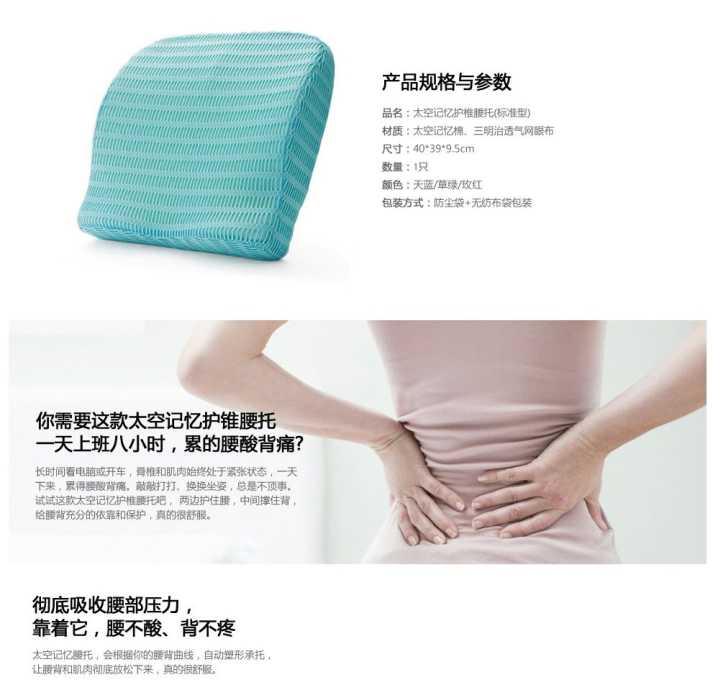 产品规格与参数
品名：太空记忆护椎腰托(标准型)
材质：太空记忆棉、三明治透气网眼布
尺寸：40*39*9.5cm
数量：1只
颜色：天蓝/草绿/玫红
包装方式：防尘袋+无纺布袋包装
你需要这款太空记忆护锥腰托
一天上班八小时，累的腰酸背痛?
长时间看电脑或开车，脊椎和肌肉始终处于紧张状态，一天
下来，累得腰酸背痛。敲敲打打、换换坐姿，总是不顶事。
试试这款太空记忆护椎腰托吧，两边护住腰，中间撑住背，
给腰背充分的依靠和保护，真的很舒服。
彻底吸收腰部压力，
靠着它，腰不酸、背不疼
太空记忆腰托，会根据你的腰背曲线，自动塑形承托，
让腰背和肌肉彻底放松下来，真的很舒服。